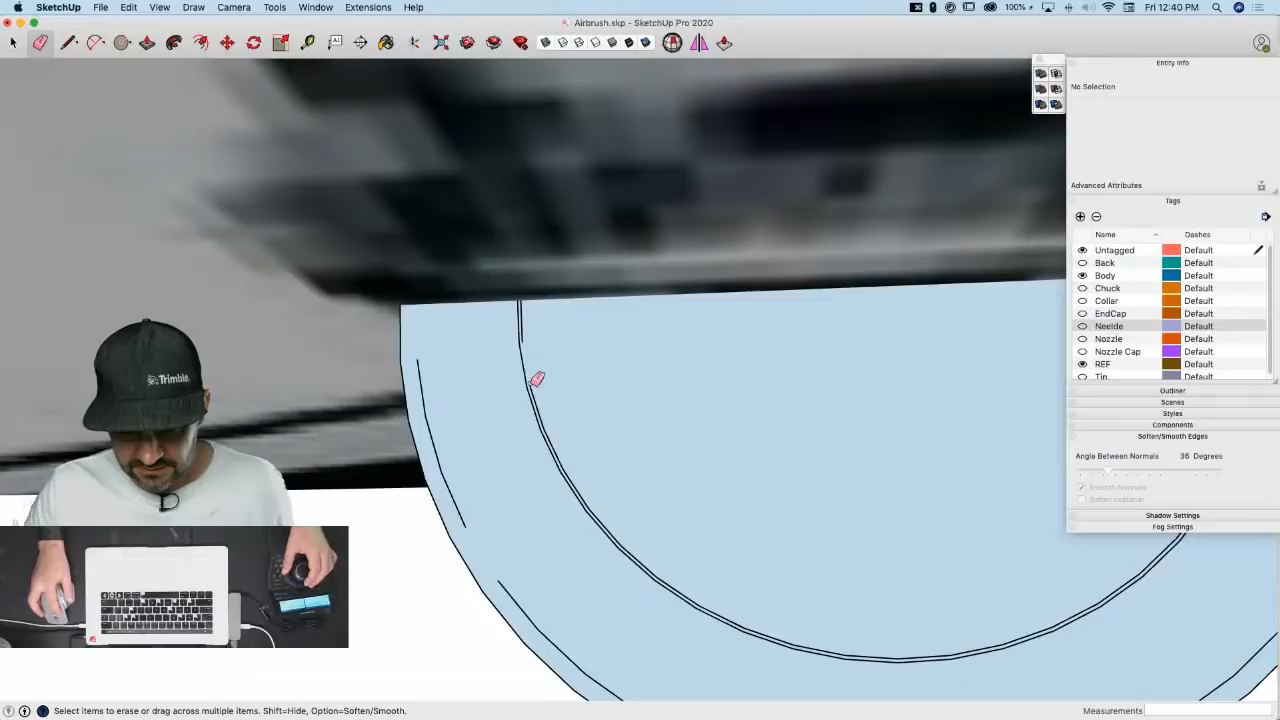 SketchUp File Edit View Draw Camera Tools Window Extensions Help 100% Fri 12:40 PM
Airbrush.skp - SketchUp Pro 2020
Entity Info
No Selection
Advanced Attributes
Tags
Name Dashes
Untagged Default
Back Default
Body Default
Chuck Default
Collar Default
EndCap Default
Neelde Default
Nozzle Default
Nozzle Cap Default
REF Default
Tip Default
Outliner
Scenes
Styles
Components
Soften/Smooth Edges
Angle Between Normals 36 Degrees
Smooth Normals
Soften coplanar
Shadow Settings
Fog Settings
Trimble
Select items to erase or drag across multiple items. Shift=Hide, Option=Soften/Smooth.
Measurements